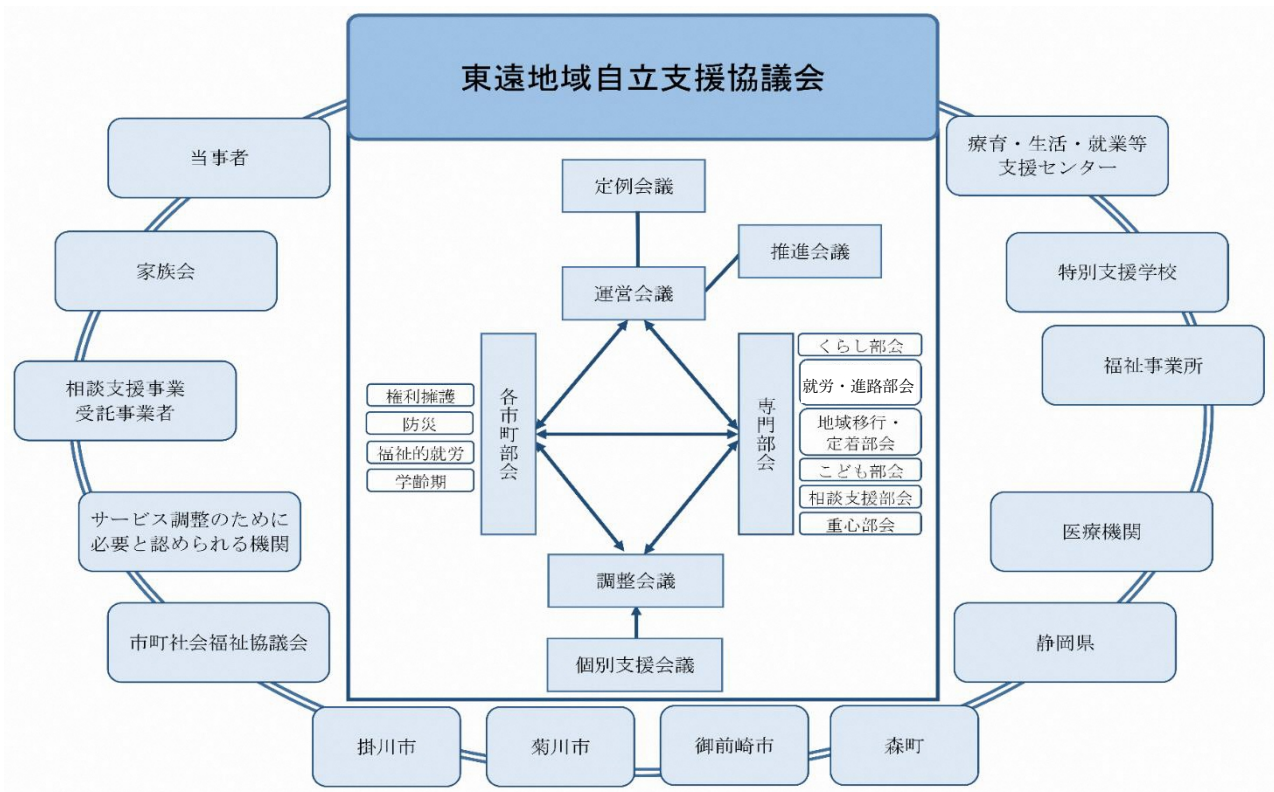 東遠地域自立支援協議会
当事者
家族会
相談支援事業
受託事業者
サービス調整のために
必要と認められる機関
市町社会福祉協議会
定例会議
推進会議
運営会議
各市町部会
権利擁護
防災
福祉的就労
学齢期
専門部会
くらし部会
就労・進路部会
地域移行・
定着部会
こども部会
相談支援部会
重心部会
調整会議
個別支援会議
療育・生活・就業等
支援センター
特別支援学校
福祉事業所
医療機関
静岡県
掛川市
菊川市
御前崎市
森町